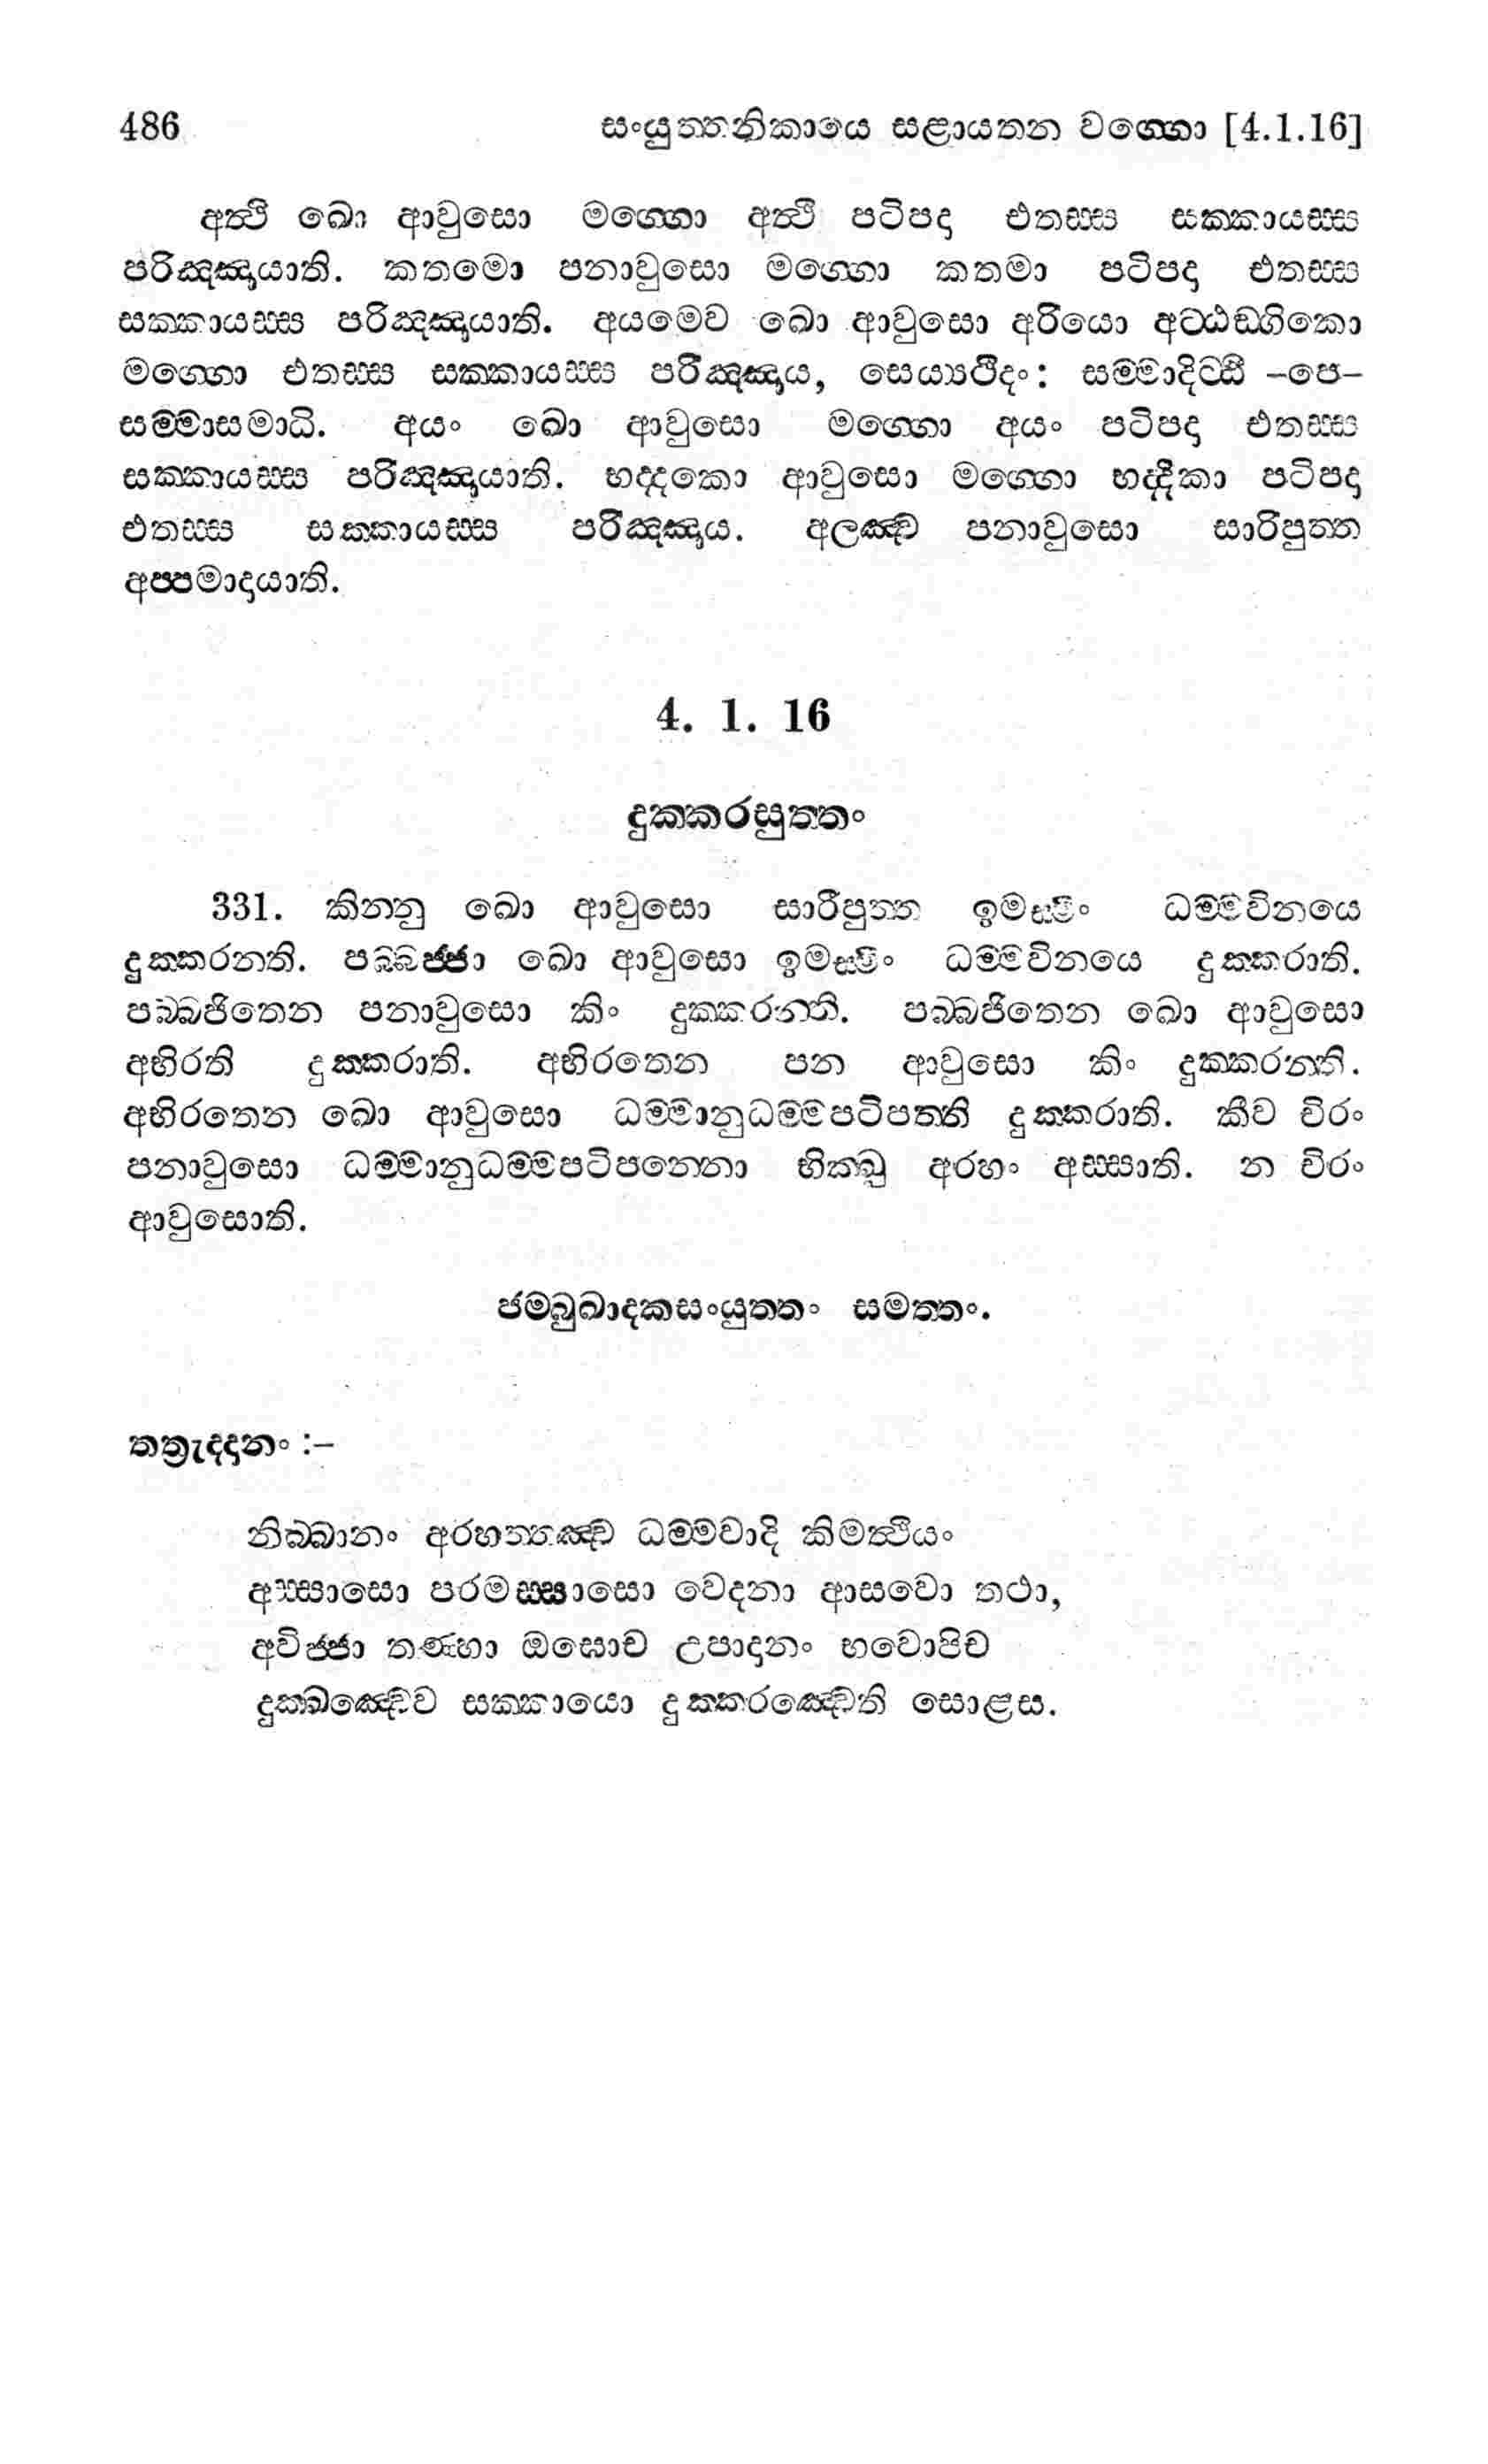 486 සංයුත්තනිකායෙ සළායතන වග්ගො [4.1.16]
අත්ථි ඛො ආවුසො මග්ගො අත්ථි පටිපදා එතස්ස සක්කායස්ස
පරිඤ්ඤායාති. කතමො පනාවුසො මග්ගො කතමා පටිපදා එතස්ස
සක්කායස්ස පරිඤ්ඤායාති. අයමෙව ඛො ආවුසො අරියො අට්ඨඞ්ගිකො
මග්ගො එතස්ස සක්කායස්ස පරිඤ්ඤාය, සෙය්‍යථීදං: සම්මාදිට්ඨි –පෙ–
සම්මාසමාධි. අයං ඛො ආවුසො මග්ගො අයං පටිපදා එතස්ස
සක්කායස්ස පරිඤ්ඤායාති. භද්දකො ආවුසො මග්ගො භද්දිකා පටිපදා
එතස්ස සක්කායස්ස පරිඤ්ඤාය. අලඤ්ච පනාවුසො සාරිපුත්ත
අප්පමාදායාති.
4. 1. 16
දුක්කරසුත්තං
331. කින්නු ඛො ආවුසො සාරිපුත්ත ඉමස්මිං ධම්මවිනයෙ
දුක්කරන්ති. පබ්බජ්ජා ඛො ආවුසො ඉමස්මිං ධම්මවිනයෙ දුක්කරාති.
පබ්බජිතෙන පනාවුසො කිං දුක්කරන්ති. පබ්බජිතෙන ඛො ආවුසො
අභිරති දුක්කරාති. අභිරතෙන පන ආවුසො කිං දුක්කරන්ති.
අභිරතෙන ඛො ආවුසො ධම්මානුධම්මපටිපත්ති දුක්කරාති. කීව චිරං
පනාවුසො ධම්මානුධම්මපටිපන්නො භික්ඛු අරහං අස්සාති. න චිරං
ආවුසොති.
ජම්බුඛාදකසංයුත්තං සමත්තං.
තත්‍රැද්දානං :–
නිබ්බානං අරහත්තඤ්ච ධම්මවාදි කිමත්ථියං
අස්සාසො පරමස්සාසො වෙදනා ආසවො තථා,
අවිජ්ජා තණ්හා ඔඝොච උපාදානං භවොපිච
දුක්ඛඤ්චෙව සක්කායො දුක්කරඤ්චෙති සොළස.